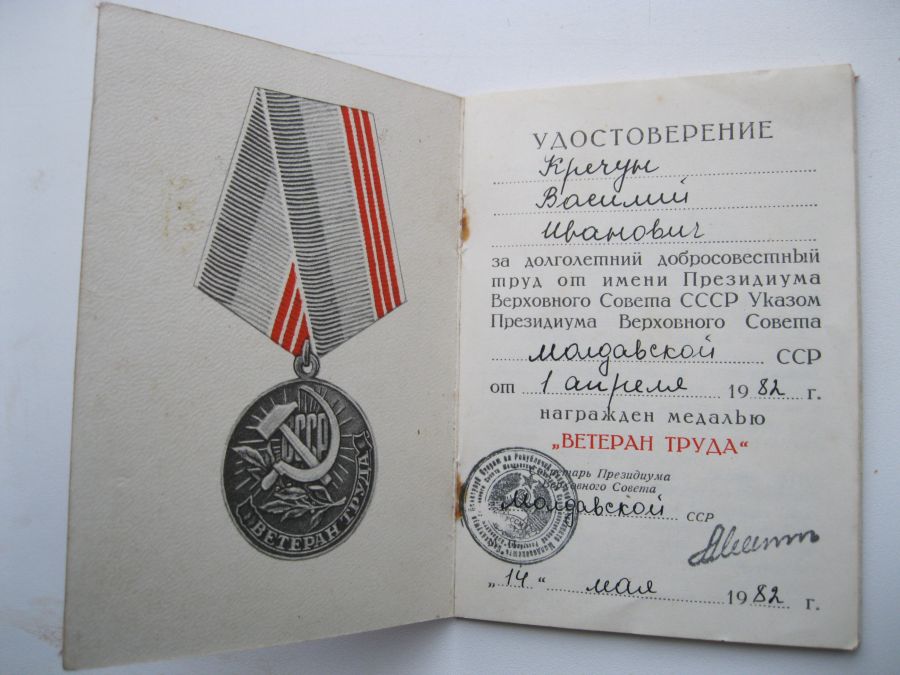 СССР
ВЕТЕРАН ТРУДА
УДОСТОВЕРЕНИЕ
Кречун
Василий
Иванович
за долголетний добросовестный
труд от имени Президиума
Верховного Совета СССР Указом
Президиума Верховного Совета
Молдавской ССР
от 1 апреля 1982 г.
награжден медалью
„ВЕТЕРАН ТРУДА“
Секретарь Президиума
Верховного Совета
Молдавской ССР
„14“ мая 1982 г.